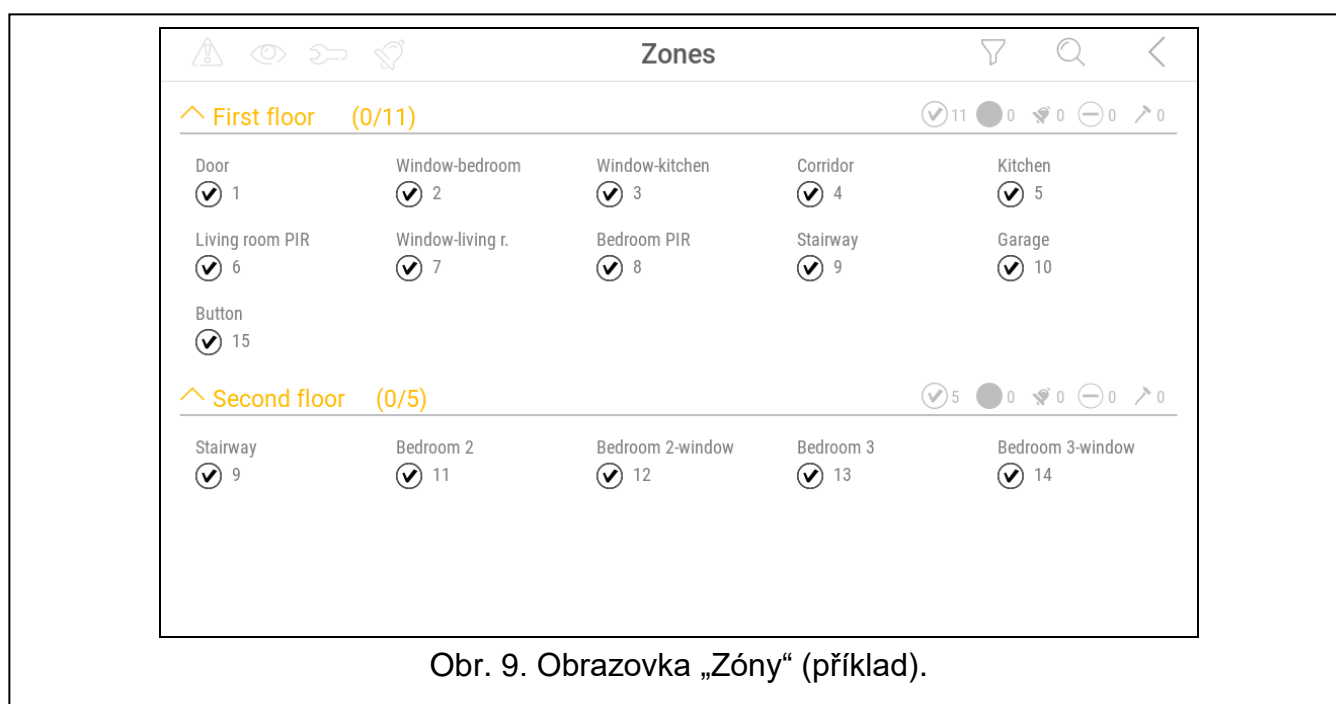 Zones
First floor (0/11) 11 0 0 0 0
Door Window-bedroom Window-kitchen Corridor Kitchen
1 2 3 4 5
Living room PIR Window-living r. Bedroom PIR Stairway Garage
6 7 8 9 10
Button
15
Second floor (0/5) 5 0 0 0 0
Stairway Bedroom 2 Bedroom 2-window Bedroom 3 Bedroom 3-window
9 11 12 13 14
Obr. 9. Obrazovka „Zóny“ (příklad).